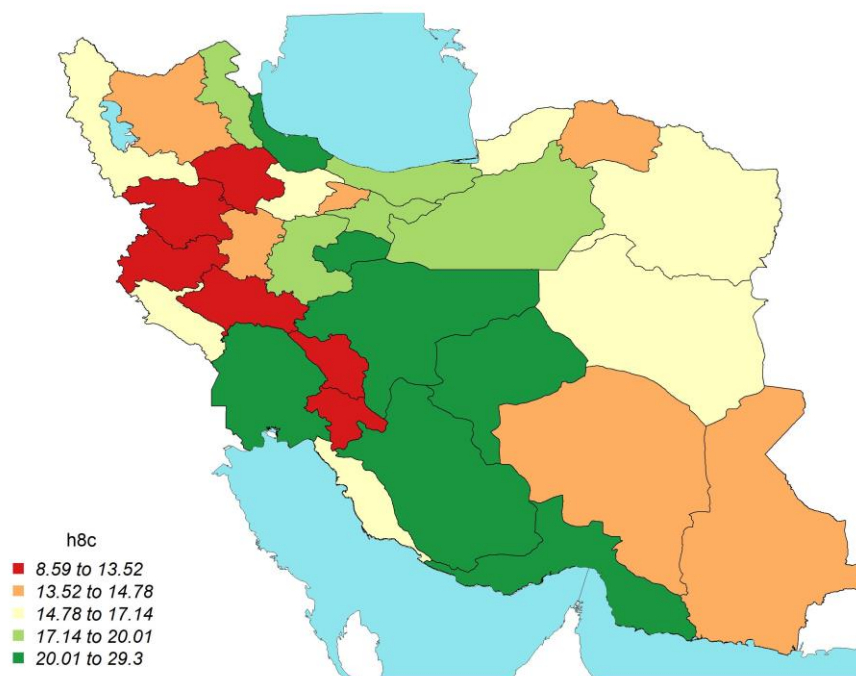 h8c
8.59 to 13.52
13.52 to 14.78
14.78 to 17.14
17.14 to 20.01
20.01 to 29.3